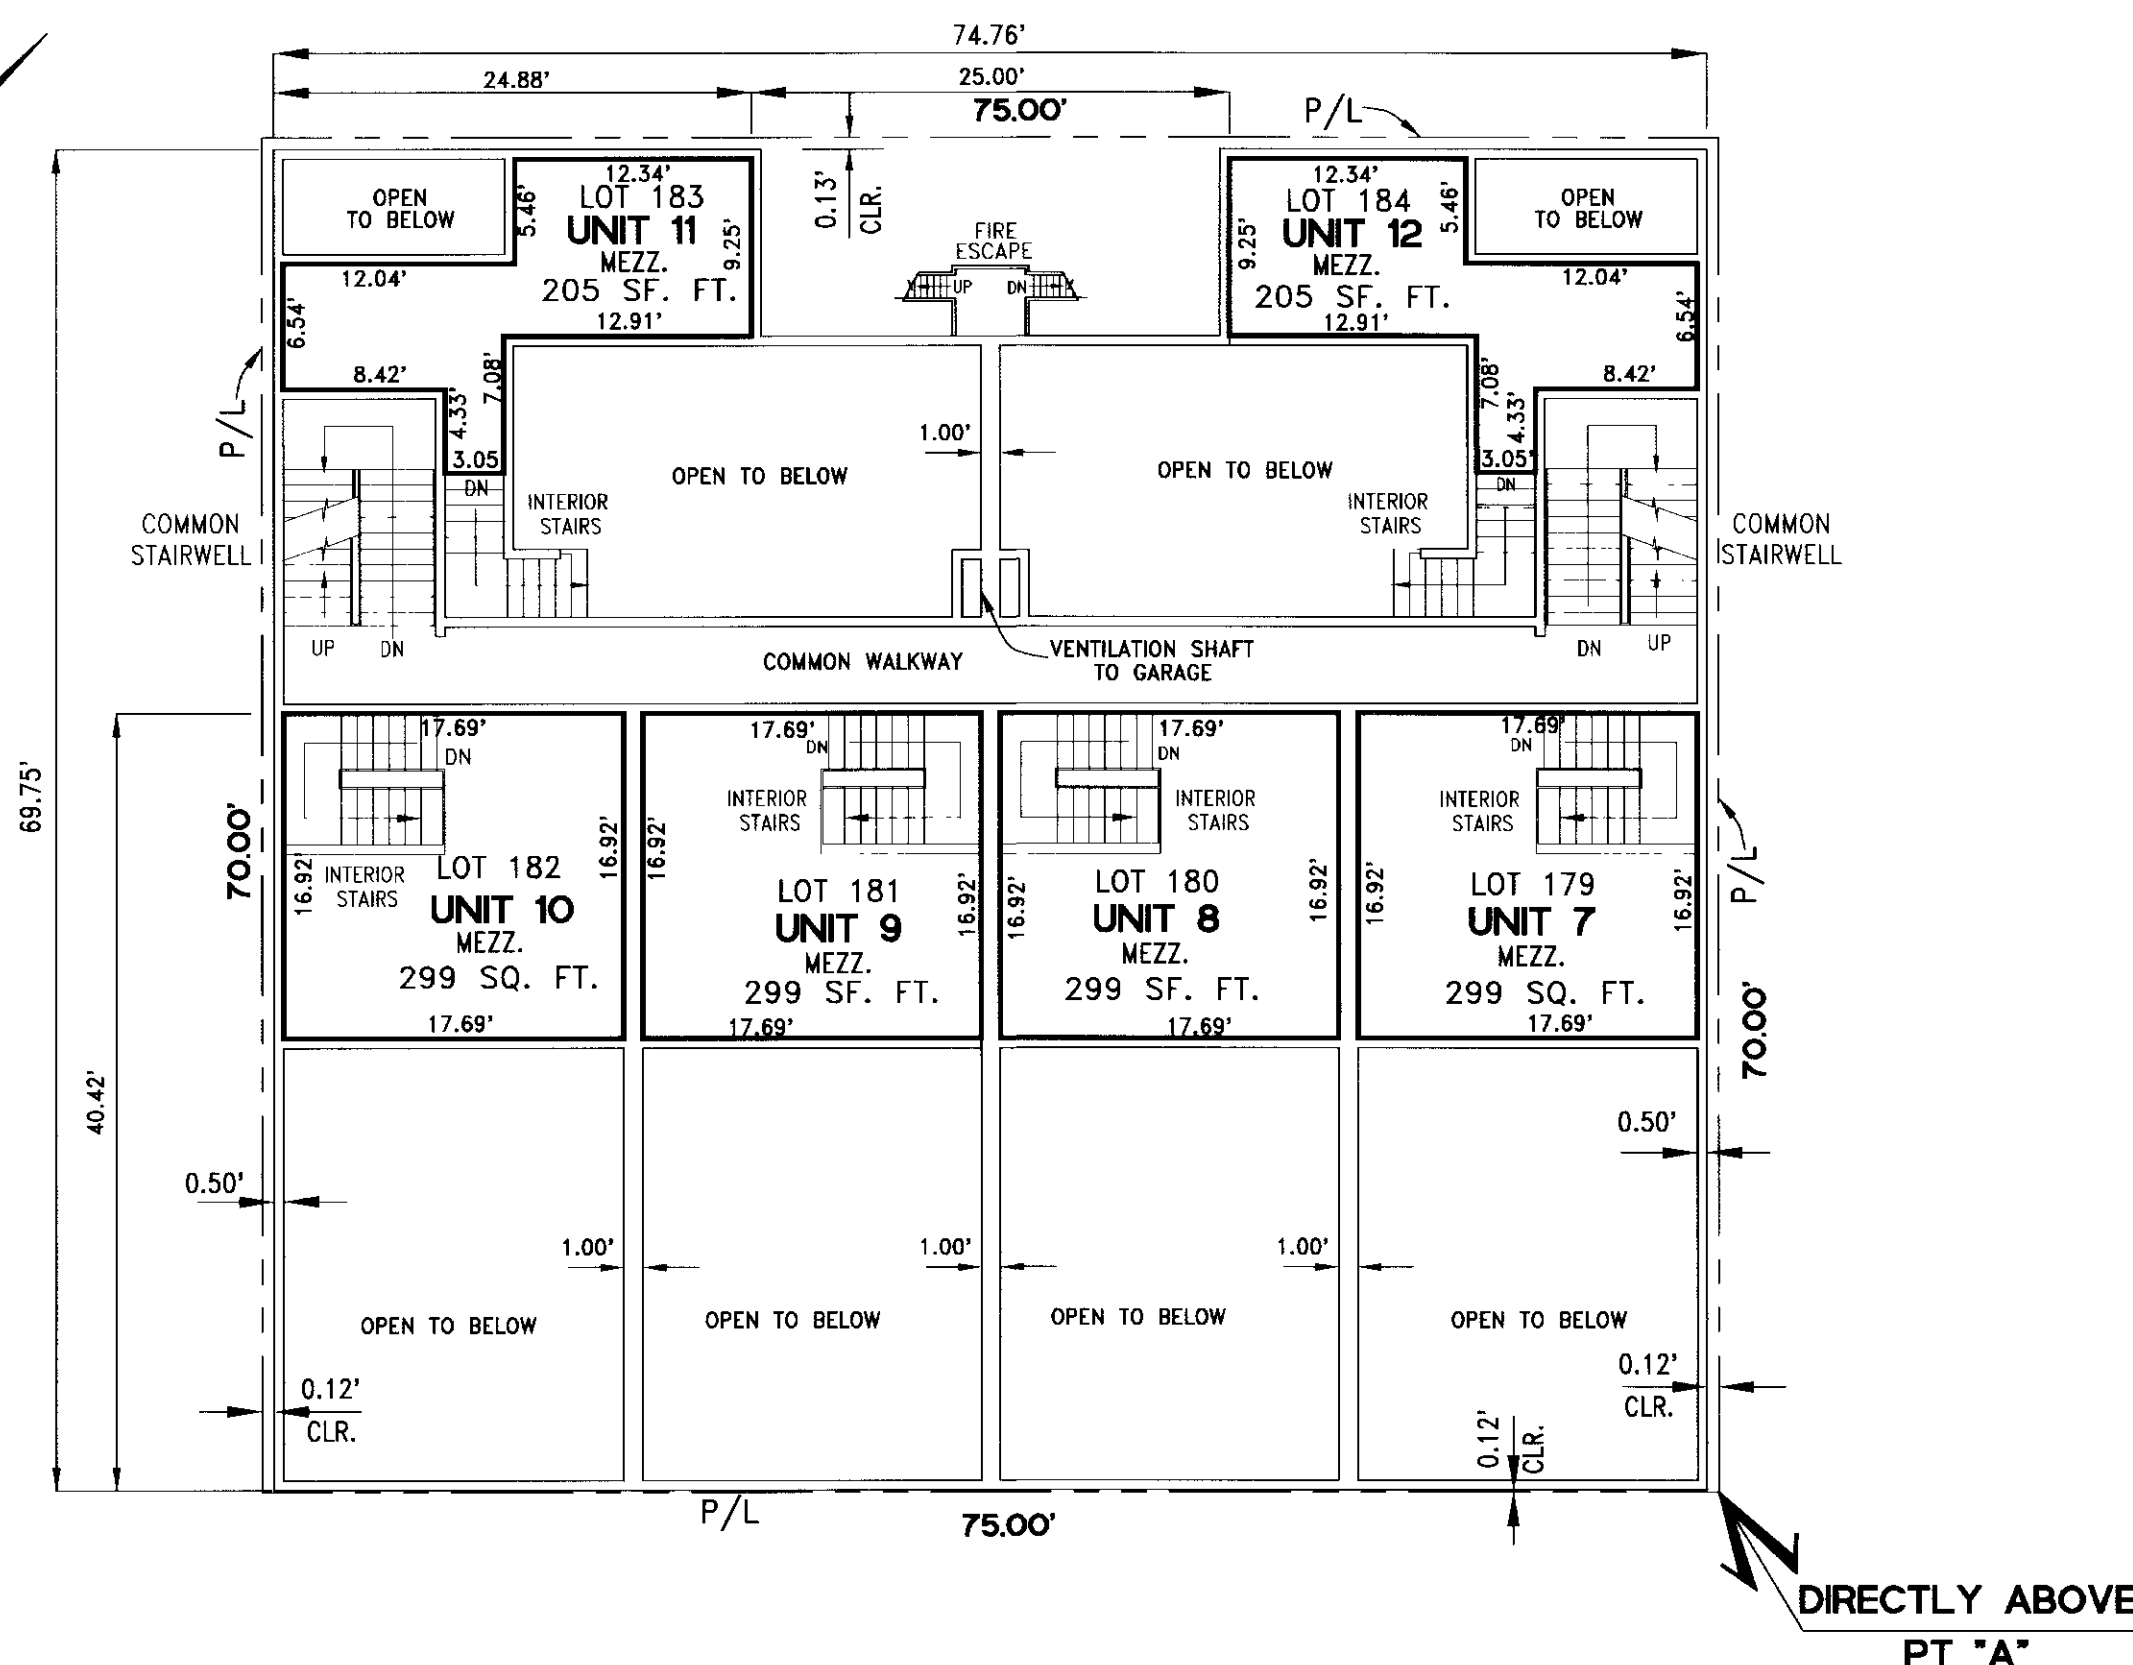 74.76'
24.88'
25.00'
75.00'
P/L
0.13'
CLR.
OPEN
TO BELOW
12.34'
LOT 183
UNIT 11
MEZZ.
205 SF. FT.
5.46'
9.25'
12.91'
12.04'
6.54'
8.42'
4.33'
7.08'
3.05
DN
FIRE
ESCAPE
UP
DN
12.34'
LOT 184
UNIT 12
MEZZ.
205 SF. FT.
9.25'
5.46'
12.91'
OPEN
TO BELOW
12.04'
6.54'
8.42'
7.08'
4.33'
3.05'
DN
P/L
COMMON
STAIRWELL
UP
DN
INTERIOR
STAIRS
OPEN TO BELOW
1.00'
OPEN TO BELOW
INTERIOR
STAIRS
COMMON
STAIRWELL
DN
UP
COMMON WALKWAY
VENTILATION SHAFT
TO GARAGE
69.75'
40.42'
70.00'
17.69'
DN
16.92'
INTERIOR
STAIRS
LOT 182
UNIT 10
MEZZ.
299 SQ. FT.
16.92'
17.69'
17.69'
DN
16.92'
INTERIOR
STAIRS
LOT 181
UNIT 9
MEZZ.
299 SF. FT.
16.92'
17.69'
17.69'
DN
INTERIOR
STAIRS
16.92'
LOT 180
UNIT 8
MEZZ.
299 SF. FT.
16.92'
17.69'
17.69'
DN
INTERIOR
STAIRS
16.92'
LOT 179
UNIT 7
MEZZ.
299 SQ. FT.
16.92'
17.69'
P/L
70.00'
0.50'
0.50'
1.00'
1.00'
1.00'
OPEN TO BELOW
OPEN TO BELOW
OPEN TO BELOW
OPEN TO BELOW
0.12'
CLR.
0.12'
CLR.
0.12'
CLR.
P/L
75.00'
DIRECTLY ABOVE
PT "A"